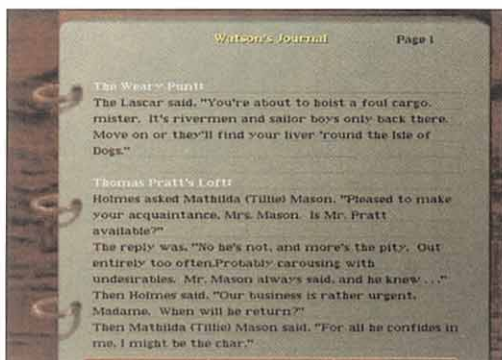 Watson's Journal Page 1
The Weary Punt:
The Lascar said, "You're about to hoist a foul cargo,
mister. It's rivermen and sailor boys only back there.
Move on or they'll find your liver 'round the Isle of
Dogs."
Thomas Pratt's Loft:
Holmes asked Mathilda (Tillie) Mason, "Pleased to make
your acquaintance, Mrs. Mason. Is Mr. Pratt
available?"
The reply was, "No he's not, and more's the pity. Out
entirely too often.Probably carousing with
undesirables. Mr. Mason always said, and he knew . . ."
Then Holmes said, "Our business is rather urgent,
Madame. When will he return?"
Then Mathilda (Tillie) Mason said, "For all he confides in
me, I might be the char."